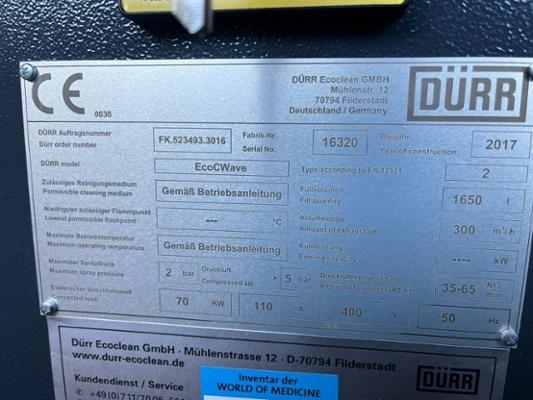 CE 0036
DÜRR Ecoclean GMBH
Mühlenstr. 12
70794 Filderstadt
Deutschland / Germany
DÜRR
DÜRR Auftragsnummer
Dürr order number
FK.523493.3016
Fabrik-Nr.
Serial No.
16320
Baujahr
Year of construction
2017
DÜRR model
EcoCWave
Type according to EN 12921
2
Zulässiges Reinigungsmedium
Permissible cleaning medium
Gemäß Betriebsanleitung
Füllvolumen
Fill quantity
1650 l
Niedrigster zulässiger Flammpunkt
Lowest permissible flashpoint
--- °C
Abluftmenge
Amount of exhaust air
300 m³/h
Maximale Betriebstemperatur
Maximum operating temperature
Gemäß Betriebsanleitung
Kühlleistung
Cooling capacity
---- kW
Maximaler Spritzdruck
Maximum spray pressure
2 bar
Druckluft
Compressed air
> 5 bar
Druckluftmengenbedarf
Amount of compressed air
35-65
Elektrischer Anschlusswert
Connected load
70 KW
110 A
400 V
50 Hz
Dürr Ecoclean GmbH · Mühlenstrasse 12 · D-70794 Filderstadt
www.durr-ecoclean.de
Kundendienst / Service
DÜRR
Inventar der
WORLD OF MEDICINE